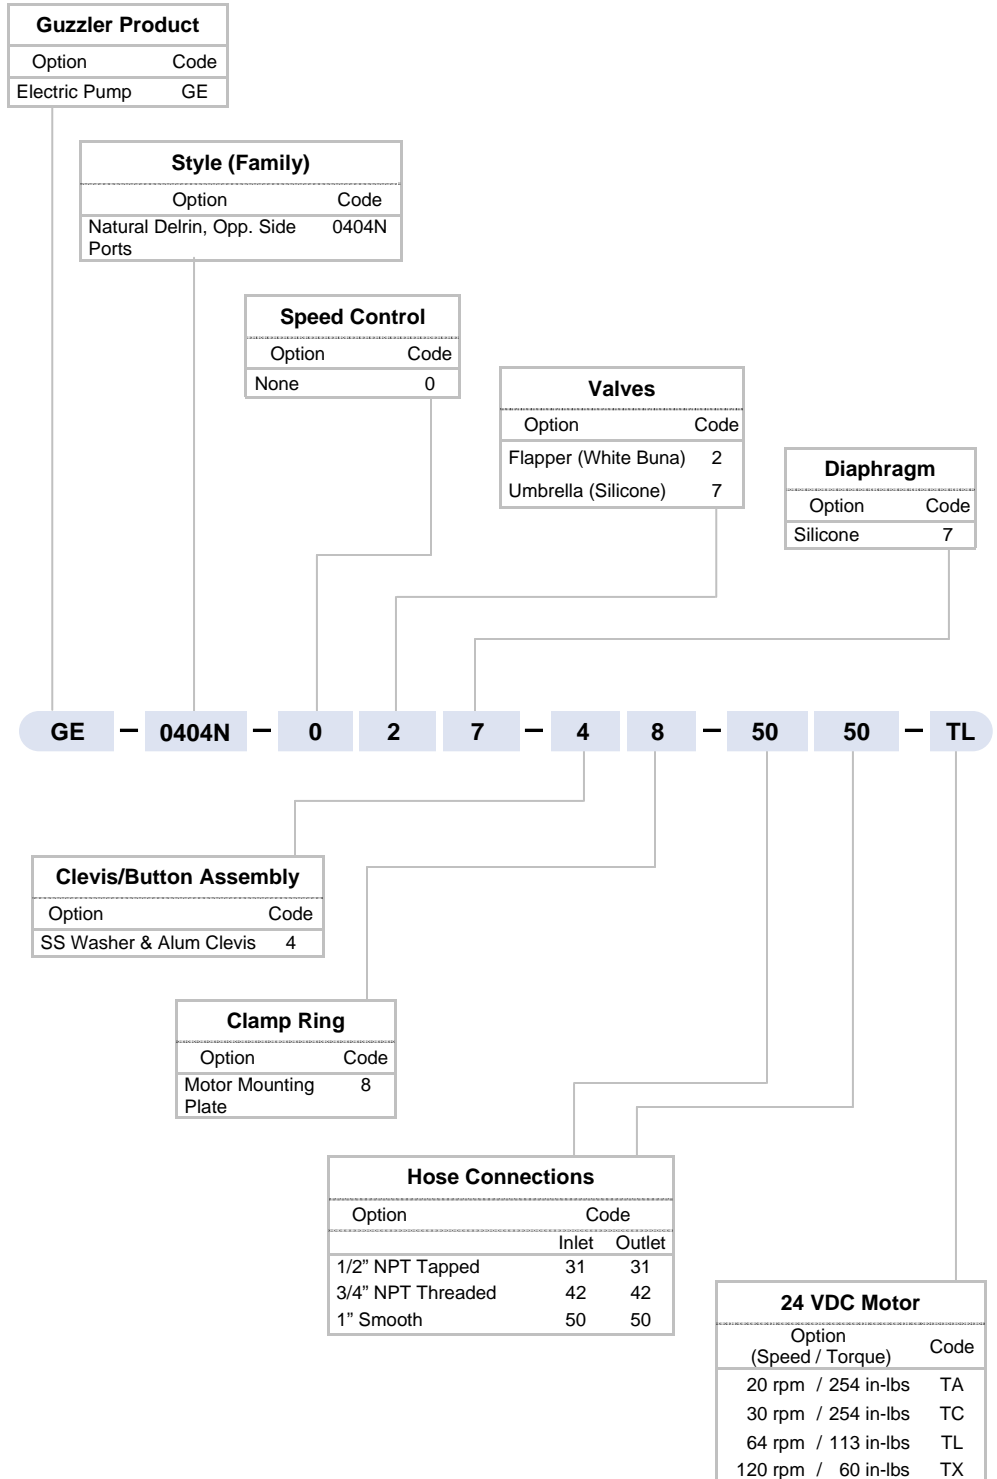 Guzzler Product
Option Code
Electric Pump GE
Style (Family)
Option Code
Natural Delrin, Opp. Side 0404N
Ports
Speed Control
Option Code
None 0
Valves
Option Code
Flapper (White Buna) 2
Umbrella (Silicone) 7
Diaphragm
Option Code
Silicone 7
GE – 0404N – 0 2 7 – 4 8 – 50 50 – TL
Clevis/Button Assembly
Option Code
SS Washer & Alum Clevis 4
Clamp Ring
Option Code
Motor Mounting 8
Plate
Hose Connections
Option Code
Inlet Outlet
1/2” NPT Tapped 31 31
3/4” NPT Threaded 42 42
1” Smooth 50 50
24 VDC Motor
Option
(Speed / Torque) Code
20 rpm / 254 in-lbs TA
30 rpm / 254 in-lbs TC
64 rpm / 113 in-lbs TL
120 rpm / 60 in-lbs TX